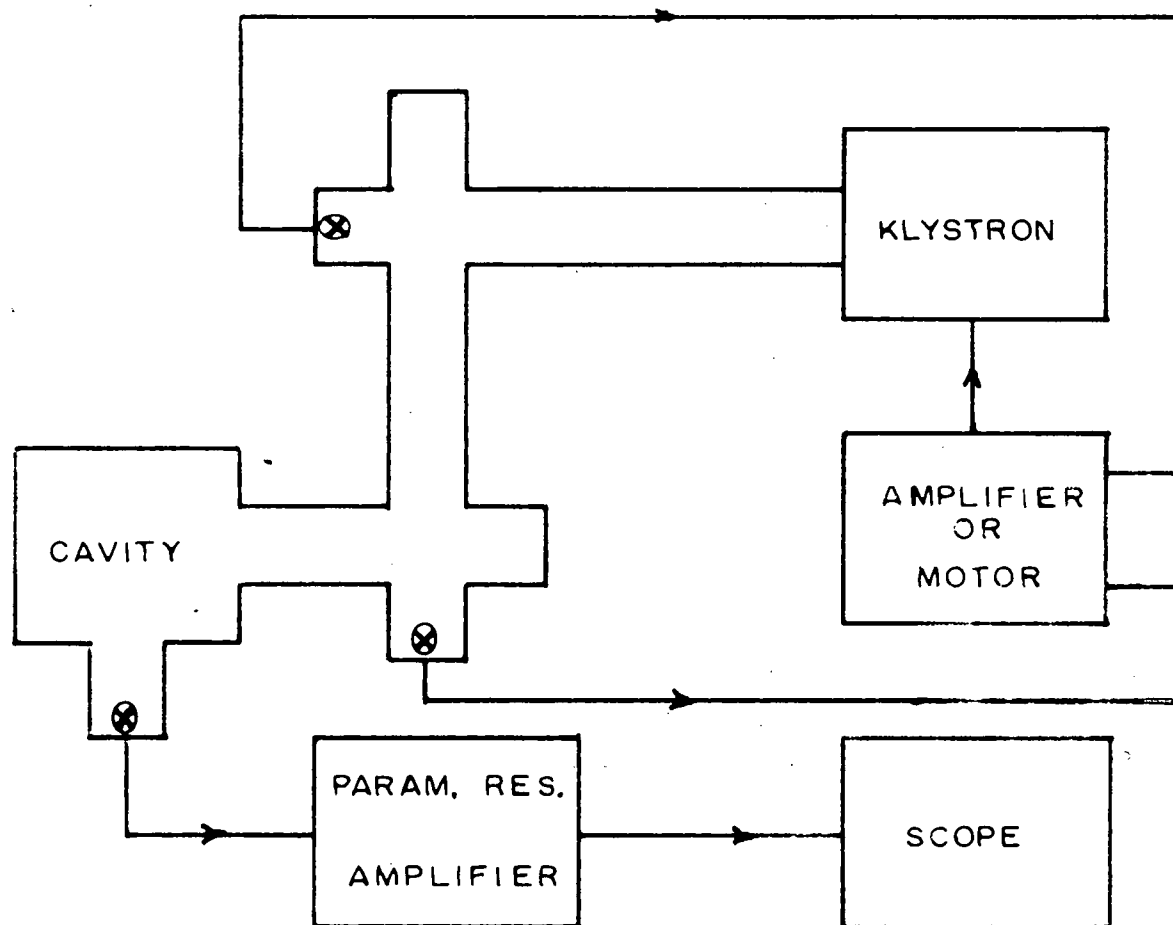 KLYSTRON
CAVITY
AMPLIFIER
OR
MOTOR
PARAM. RES.
AMPLIFIER
SCOPE